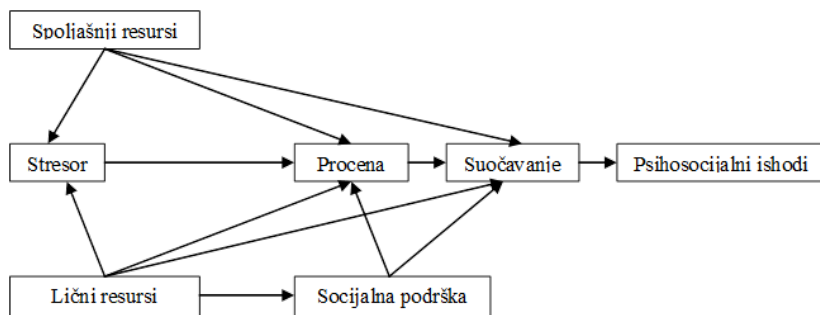 Spoljašnji resursi
Stresor
Procena
Suočavanje
Psihosocijalni ishodi
Lični resursi
Socijalna podrška